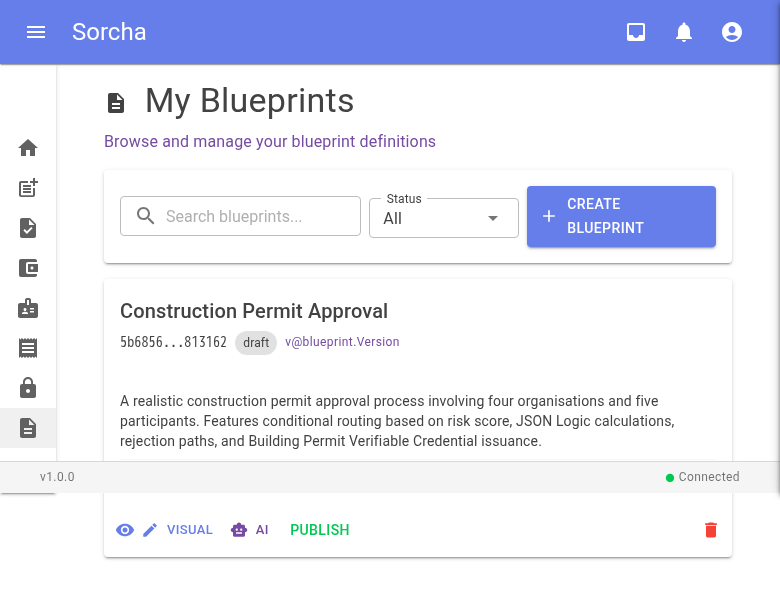 Sorcha
My Blueprints
Browse and manage your blueprint definitions
Search blueprints...
Status
All
CREATE
BLUEPRINT
Construction Permit Approval
5b6856...813162 draft v@blueprint.Version
A realistic construction permit approval process involving four organisations and five
participants. Features conditional routing based on risk score, JSON Logic calculations,
rejection paths, and Building Permit Verifiable Credential issuance.
v1.0.0 Connected
VISUAL AI PUBLISH